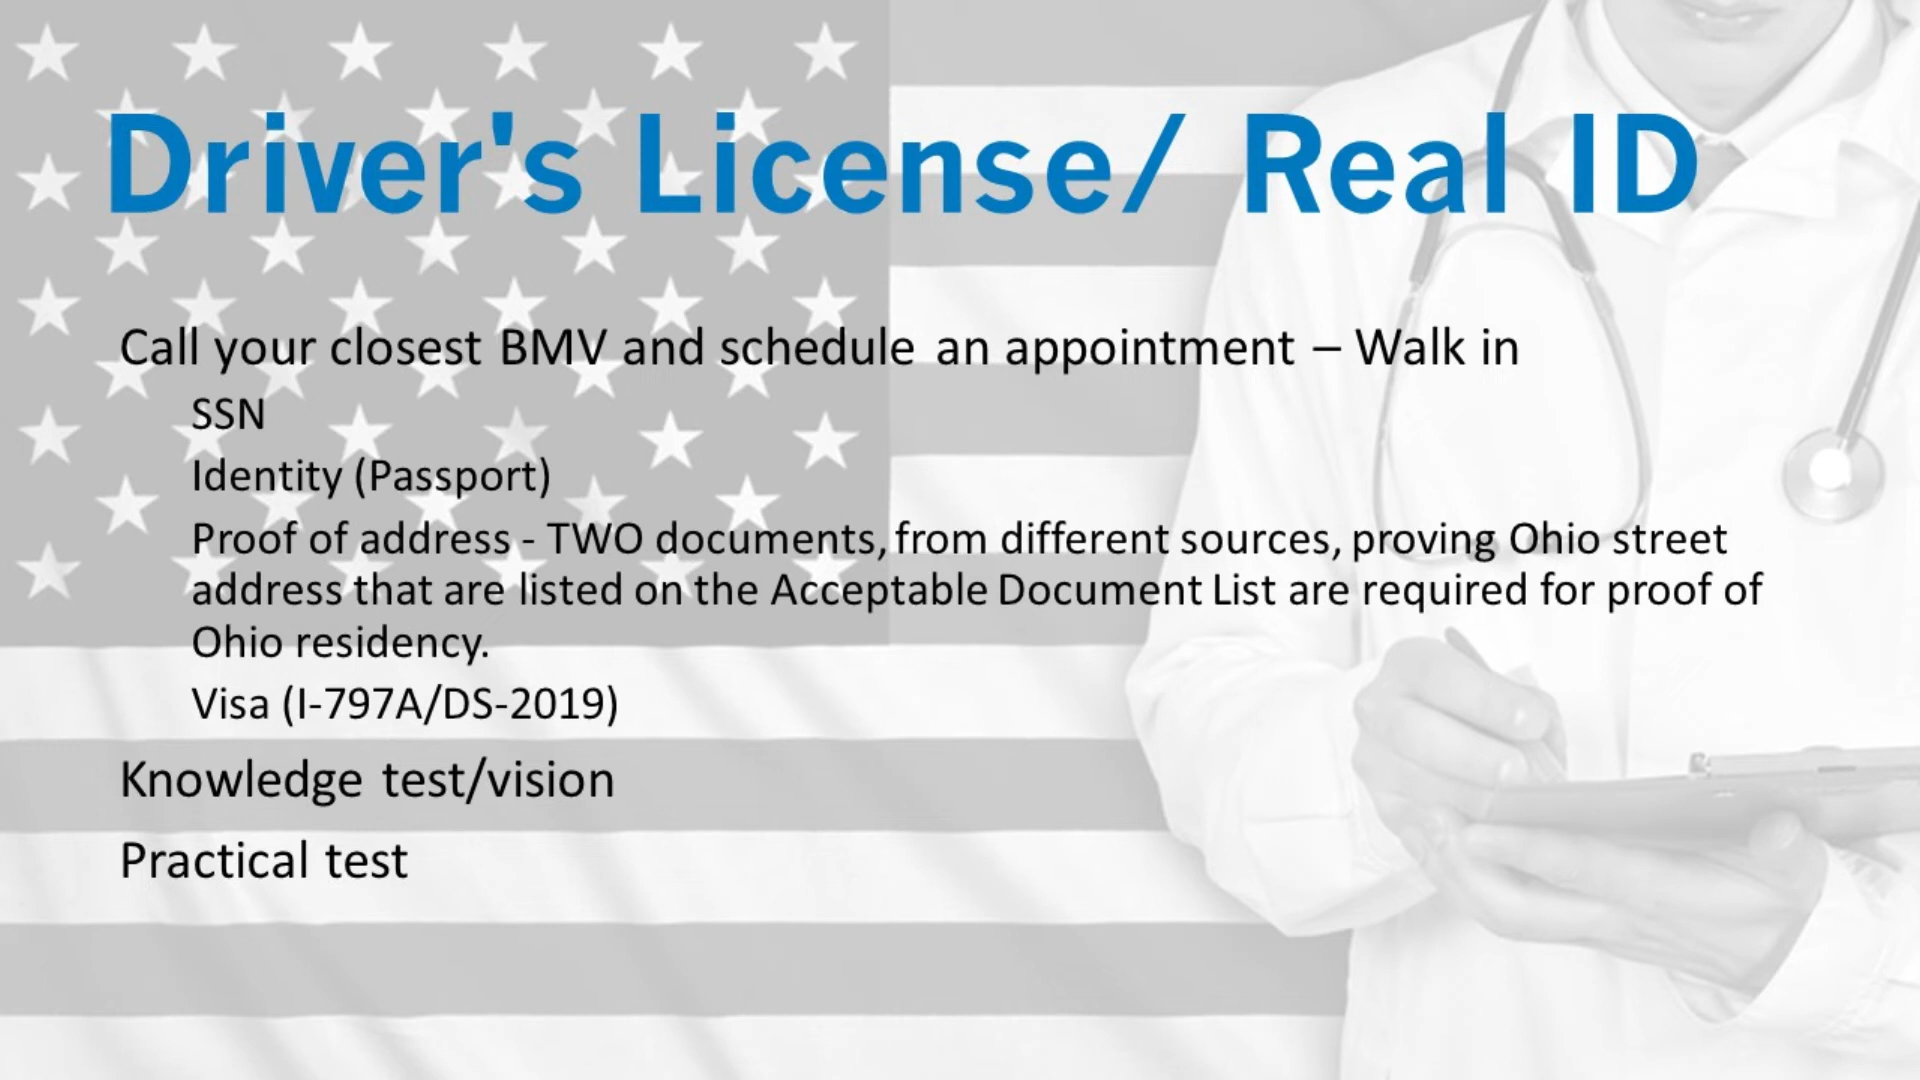 Driver's License/ Real ID
Call your closest BMV and schedule an appointment – Walk in
SSN
Identity (Passport)
Proof of address - TWO documents, from different sources, proving Ohio street
address that are listed on the Acceptable Document List are required for proof of
Ohio residency.
Visa (I-797A/DS-2019)
Knowledge test/vision
Practical test